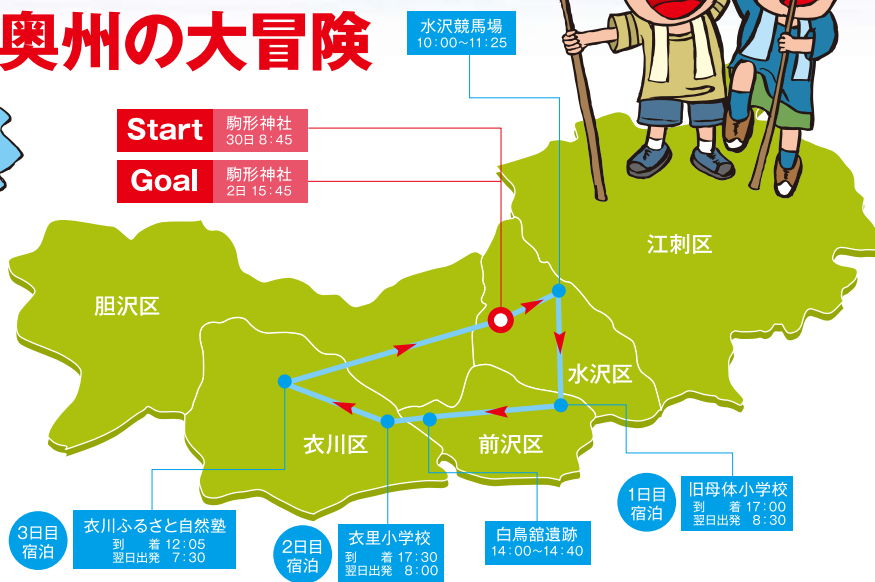 奥州の大冒険
水沢競馬場
10:00~11:25
Start
駒形神社
30日 8:45
Goal
駒形神社
2日 15:45
江刺区
胆沢区
水沢区
衣川区
前沢区
3日目
宿泊
衣川ふるさと自然塾
到　着 12:05
翌日出発 7:30
2日目
宿泊
衣里小学校
到　着 17:30
翌日出発 8:00
白鳥舘遺跡
14:00~14:40
1日目
宿泊
旧母体小学校
到　着 17:00
翌日出発 8:30